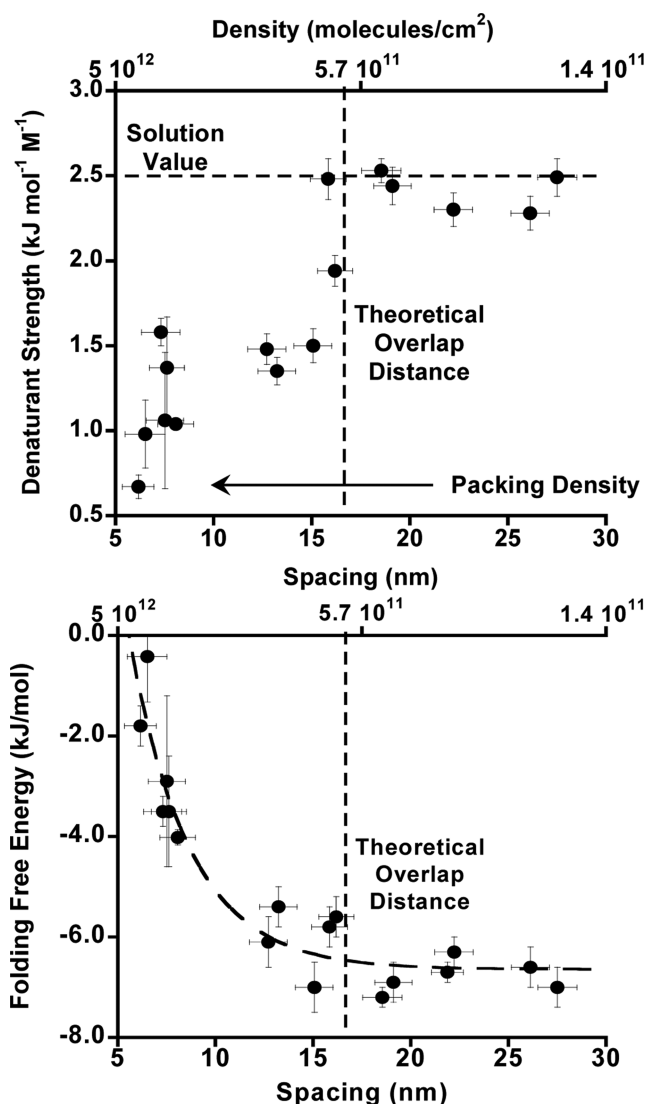 Density (molecules/cm²)
5 10¹² 5.7 10¹¹ 1.4 10¹¹
3.0
Solution
Value
2.5
2.0
Theoretical
Overlap
Distance
1.5
1.0
Packing Density
0.5
Denaturant Strength (kJ mol⁻¹ M⁻¹)
5 10 15 20 25 30
Spacing (nm)
5 10¹² 5.7 10¹¹ 1.4 10¹¹
0.0
-2.0
-4.0
Theoretical
Overlap
Distance
-6.0
-8.0
Folding Free Energy (kJ/mol)
5 10 15 20 25 30
Spacing (nm)